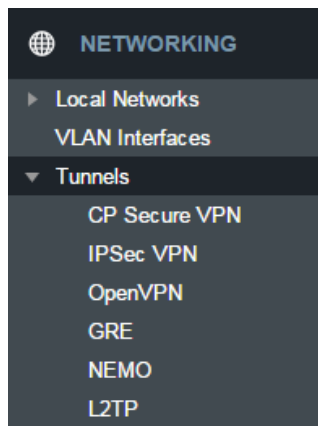 NETWORKING
Local Networks
VLAN Interfaces
Tunnels
CP Secure VPN
IPSec VPN
OpenVPN
GRE
NEMO
L2TP